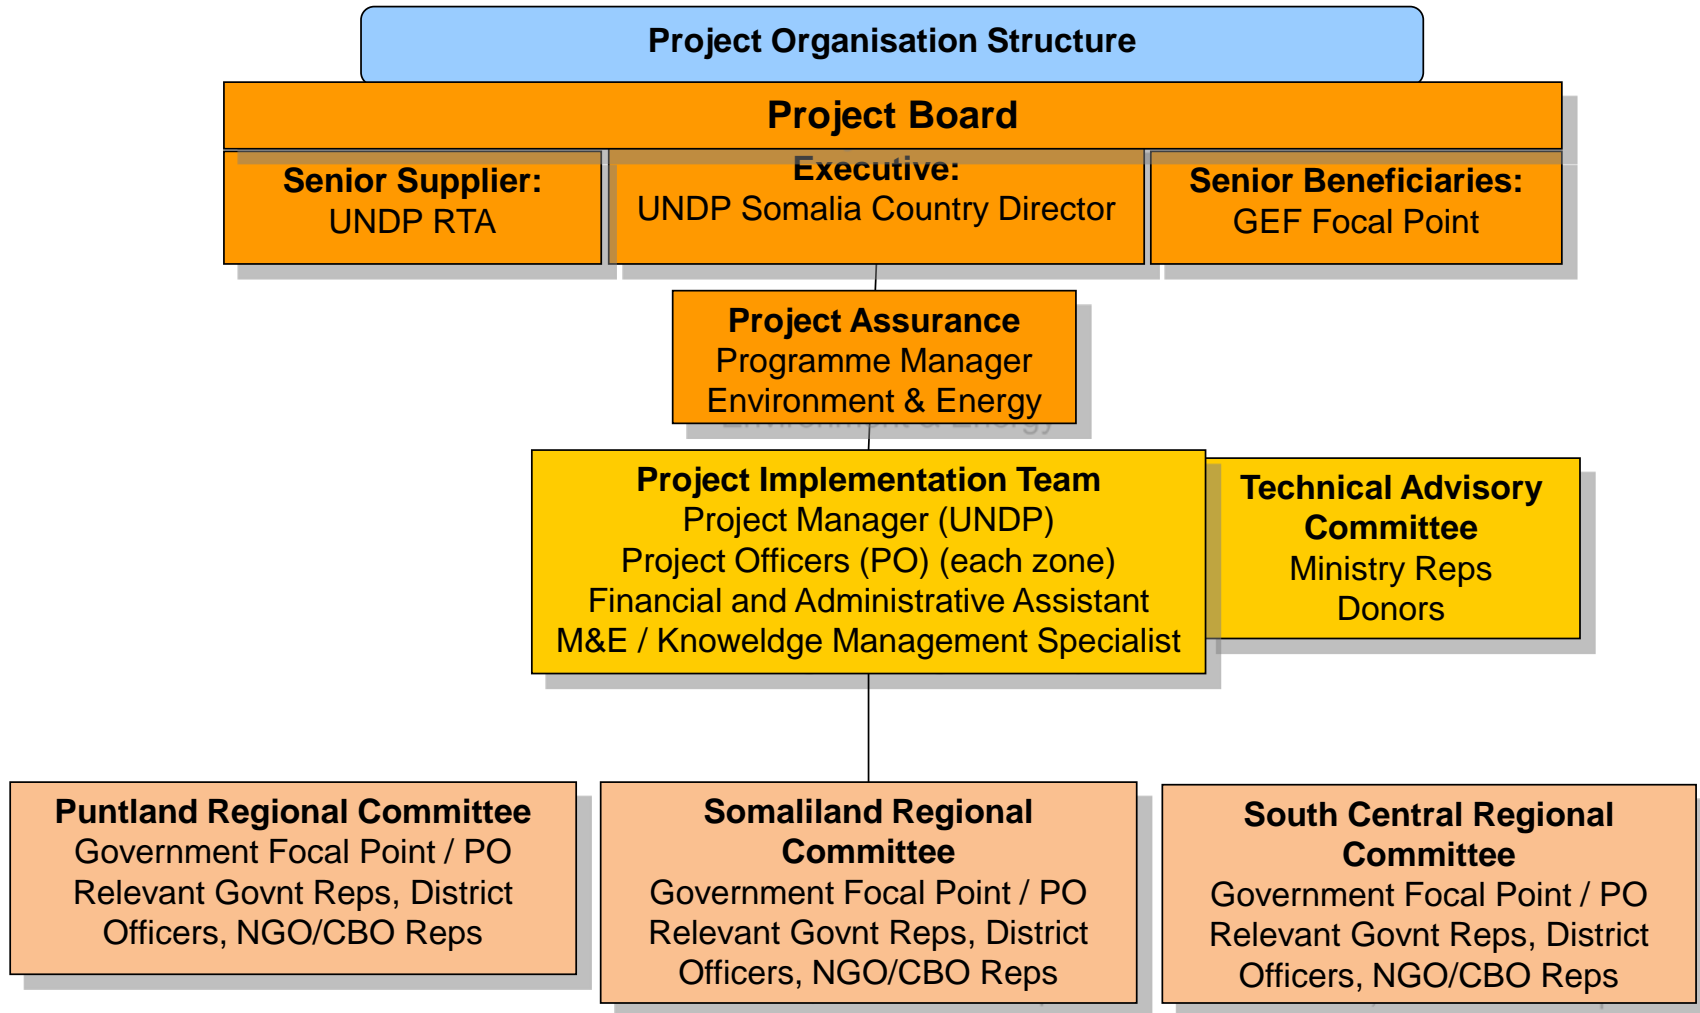 Project Organisation Structure
Project Board
Senior Supplier:
UNDP RTA
Executive:
UNDP Somalia Country Director
Senior Beneficiaries:
GEF Focal Point
Project Assurance
Programme Manager
Environment & Energy
Project Implementation Team
Project Manager (UNDP)
Project Officers (PO) (each zone)
Financial and Administrative Assistant
M&E / Knoweldge Management Specialist
Technical Advisory
Committee
Ministry Reps
Donors
Puntland Regional Committee
Government Focal Point / PO
Relevant Govnt Reps, District
Officers, NGO/CBO Reps
Somaliland Regional
Committee
Government Focal Point / PO
Relevant Govnt Reps, District
Officers, NGO/CBO Reps
South Central Regional
Committee
Government Focal Point / PO
Relevant Govnt Reps, District
Officers, NGO/CBO Reps